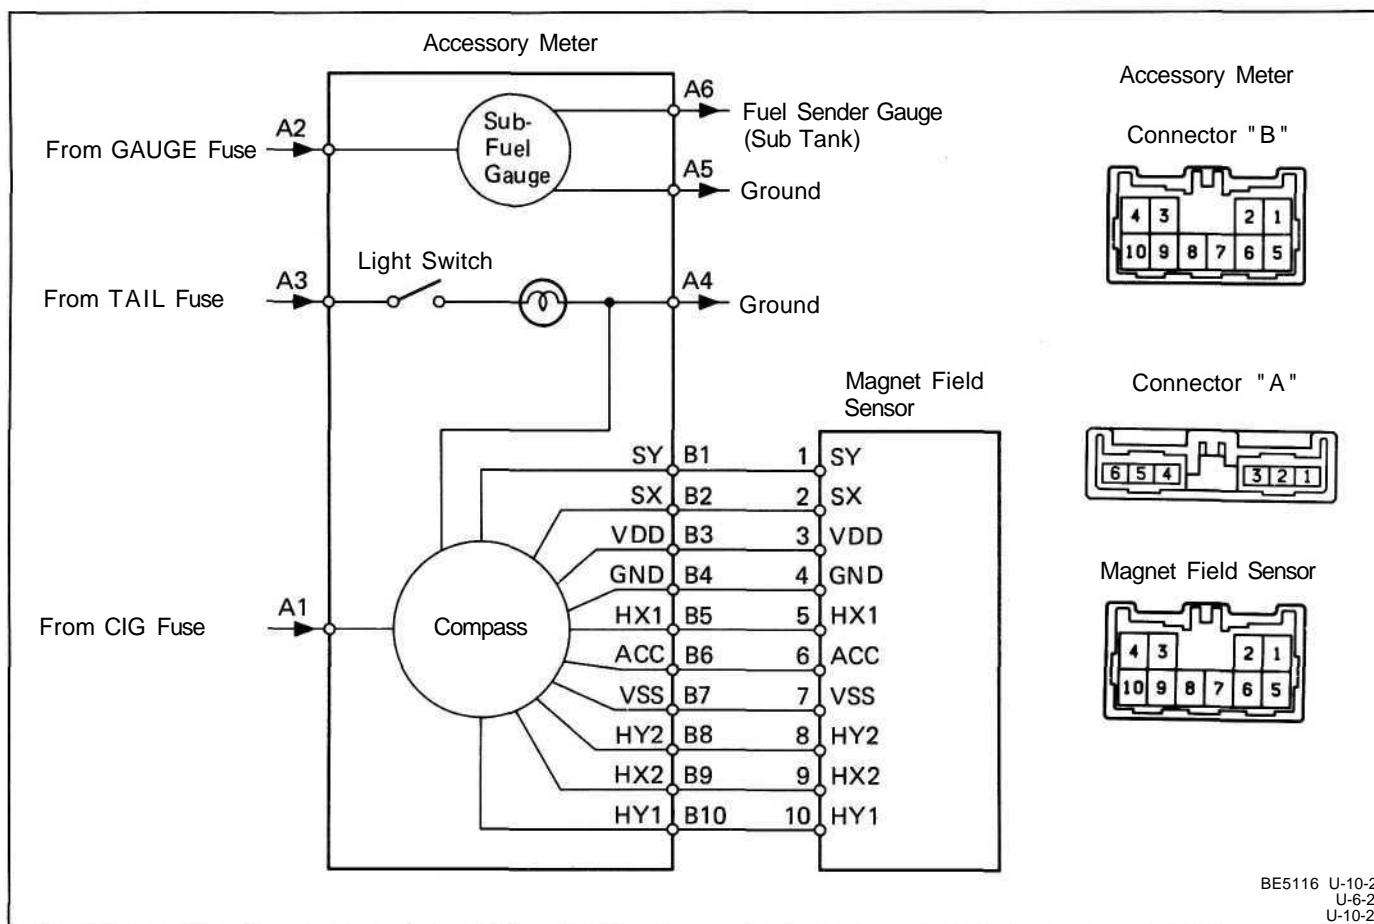 Accessory Meter
A6
Fuel Sender Gauge
(Sub Tank)
Sub-
Fuel
Gauge
A2
From GAUGE Fuse
A5
Ground
Light Switch
A3
From TAIL Fuse
A4
Ground
Magnet Field
Sensor
SY B1 1 SY
SX B2 2 SX
VDD B3 3 VDD
GND B4 4 GND
A1
From CIG Fuse
Compass
HX1 B5 5 HX1
ACC B6 6 ACC
VSS B7 7 VSS
HY2 B8 8 HY2
HX2 B9 9 HX2
HY1 B10 10 HY1
Accessory Meter
Connector "B"
4 3 2 1
10 9 8 7 6 5
Connector "A"
6 5 4 3 2 1
Magnet Field Sensor
4 3 2 1
10 9 8 7 6 5
BE5116 U-10-2
U-6-2
U-10-2